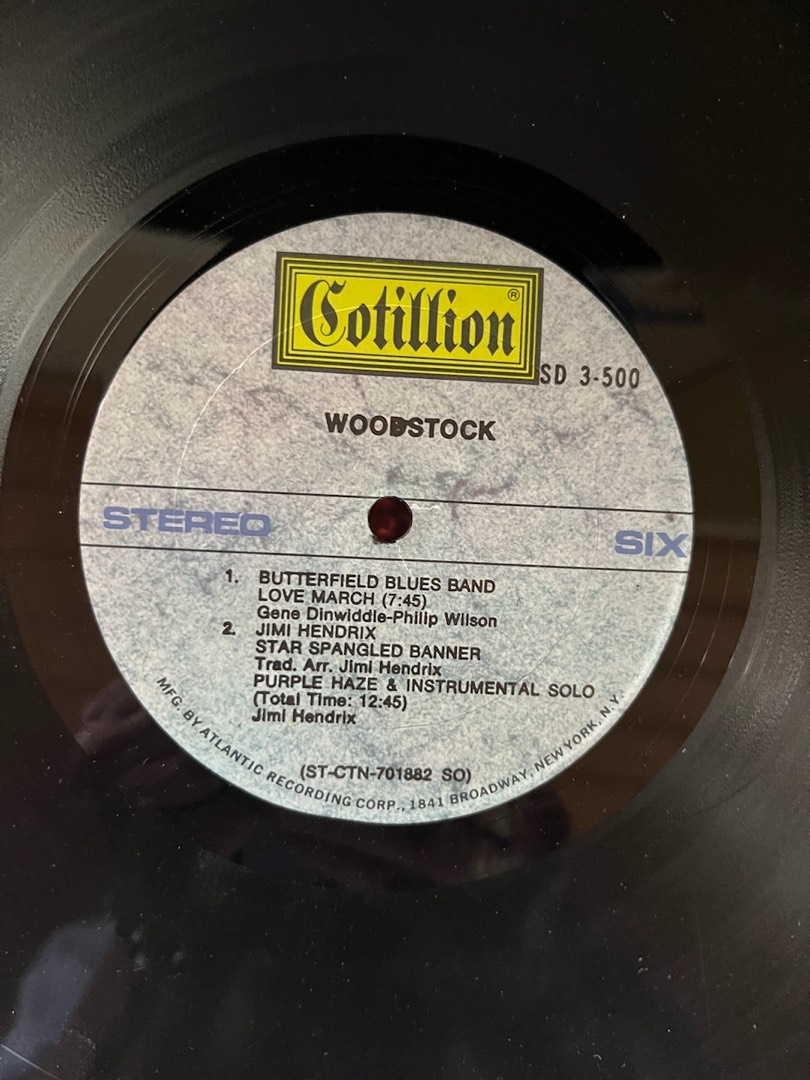 Cotillion®
SD 3-500
WOODSTOCK
STEREO
SIX
1. BUTTERFIELD BLUES BAND
LOVE MARCH (7:45)
Gene Dinwiddie-Philip Wilson
2. JIMI HENDRIX
STAR SPANGLED BANNER
Trad. Arr. Jimi Hendrix
PURPLE HAZE & INSTRUMENTAL SOLO
(Total Time: 12:45)
Jimi Hendrix
(ST-CTN-701882 SO)
MFG. BY ATLANTIC RECORDING CORP., 1841 BROADWAY, NEW YORK, N.Y.